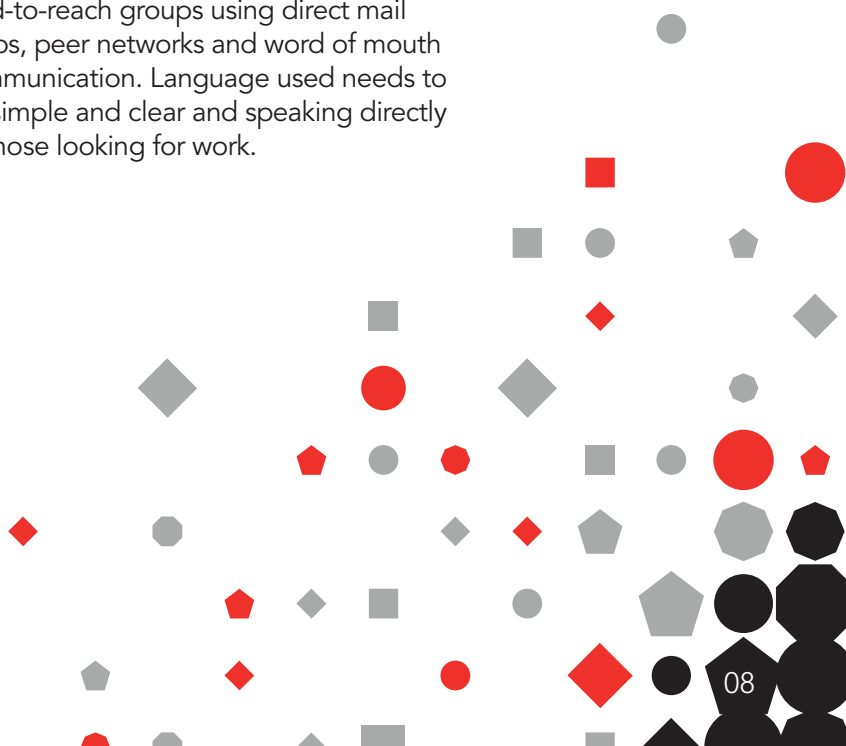 d-to-reach groups using direct mail
os, peer networks and word of mouth
mmunication. Language used needs to
simple and clear and speaking directly
hose looking for work.
08